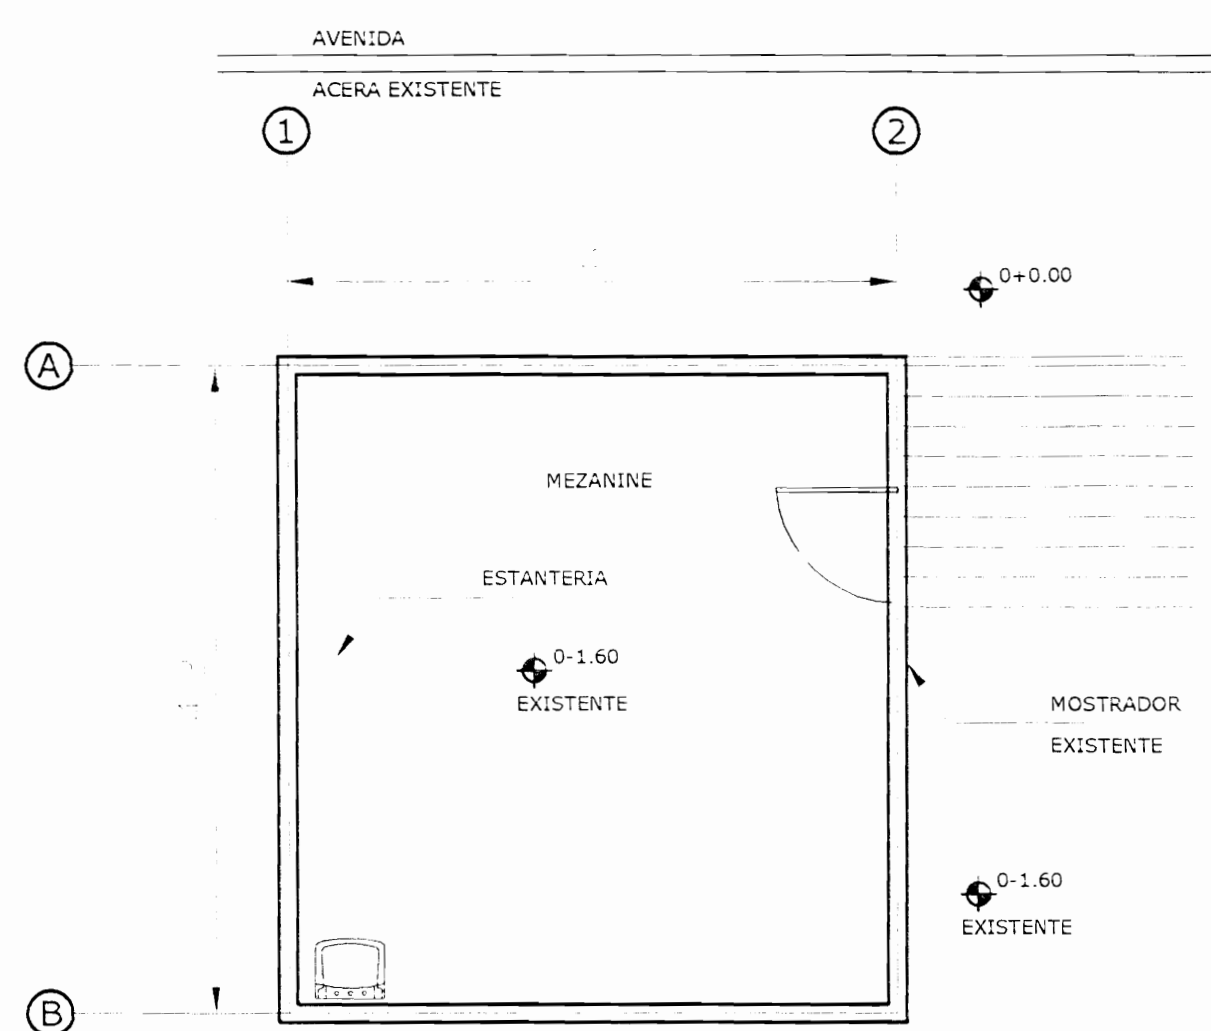 AVENIDA
ACERA EXISTENTE
1
2
0+0.00
A
MEZANINE
ESTANTERIA
0-1.60
EXISTENTE
MOSTRADOR
EXISTENTE
0-1.60
EXISTENTE
B